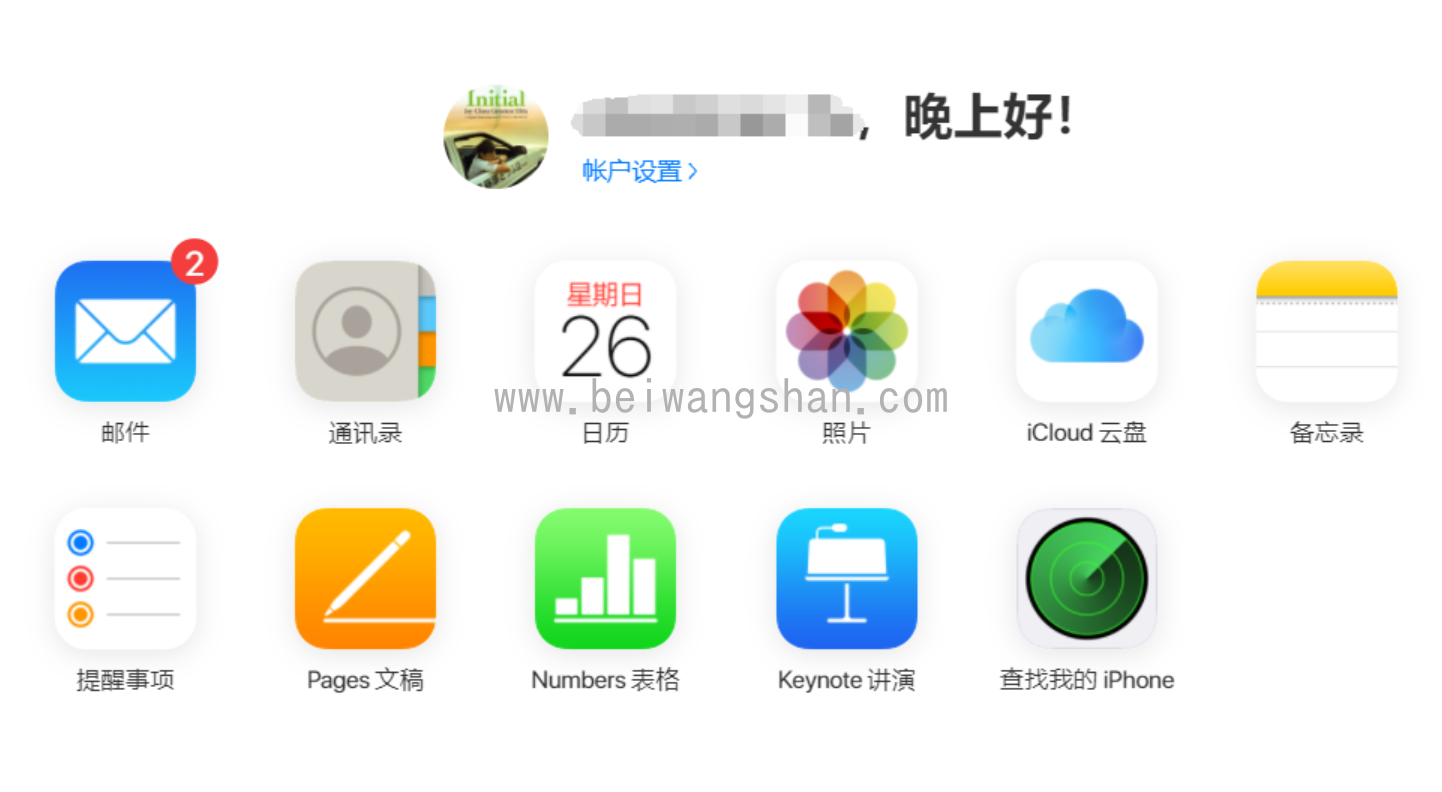 Initial
，晚上好！
帐户设置
2
星期日
26
www.beiwangshan.com
邮件
通讯录
日历
照片
iCloud 云盘
备忘录
提醒事项
Pages 文稿
Numbers 表格
Keynote 讲演
查找我的 iPhone